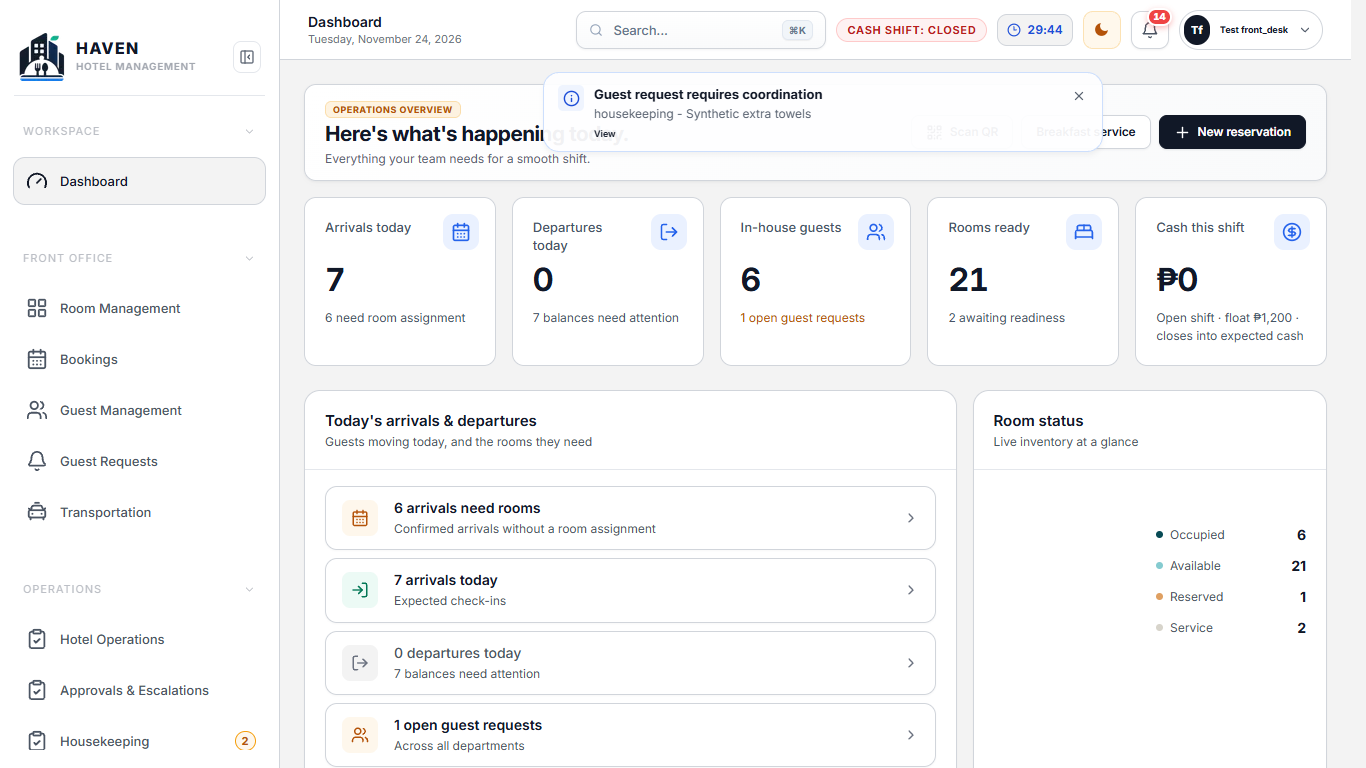 HAVEN
HOTEL MANAGEMENT
WORKSPACE
Dashboard
FRONT OFFICE
Room Management
Bookings
Guest Management
Guest Requests
Transportation
OPERATIONS
Hotel Operations
Approvals & Escalations
Housekeeping
2
Dashboard
Tuesday, November 24, 2026
Search...
⌘K
CASH SHIFT: CLOSED
29:44
14
Tf
Test front_desk
Guest request requires coordination
housekeeping - Synthetic extra towels
View
OPERATIONS OVERVIEW
Here's what's happening today.
Everything your team needs for a smooth shift.
Scan QR
Breakfast service
New reservation
Arrivals today
7
6 need room assignment
Departures today
0
7 balances need attention
In-house guests
6
1 open guest requests
Rooms ready
21
2 awaiting readiness
Cash this shift
₱0
Open shift · float ₱1,200 ·
closes into expected cash
Today's arrivals & departures
Guests moving today, and the rooms they need
6 arrivals need rooms
Confirmed arrivals without a room assignment
7 arrivals today
Expected check-ins
0 departures today
7 balances need attention
1 open guest requests
Across all departments
Room status
Live inventory at a glance
Occupied 6
Available 21
Reserved 1
Service 2